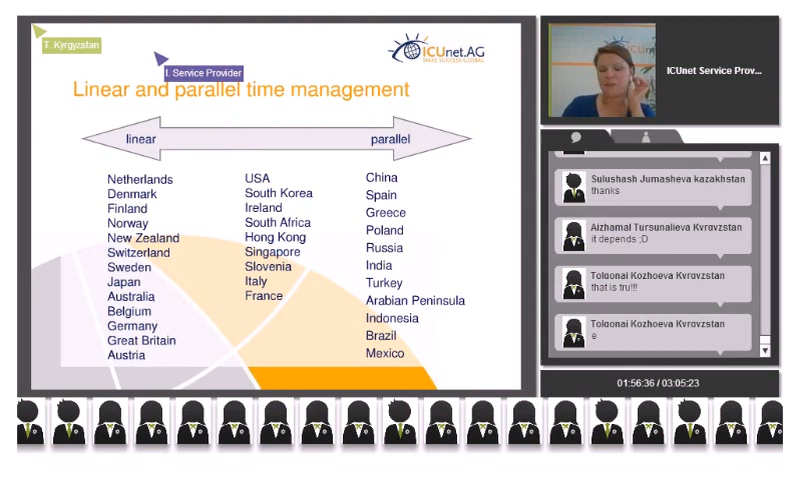 T. Kyrgyzstan
I. Service Provider
ICUnet.AG
MAKE SUCCESS GLOBAL
Linear and parallel time management
linear
parallel
Netherlands
Denmark
Finland
Norway
New Zealand
Switzerland
Sweden
Japan
Australia
Belgium
Germany
Great Britain
Austria
USA
South Korea
Ireland
South Africa
Hong Kong
Singapore
Slovenia
Italy
France
China
Spain
Greece
Poland
Russia
India
Turkey
Arabian Peninsula
Indonesia
Brazil
Mexico
ICUnet Service Prov...
Sulushash Jumasheva kazakhstan
thanks
Aizhamal Tursunalieva Kyrgyzstan
it depends ;D
Tolgonai Kozhoeva Kyrgyzstan
that is tru!!!
Tolgonai Kozhoeva Kyrgyzstan
e
01:56:36 / 03:05:23